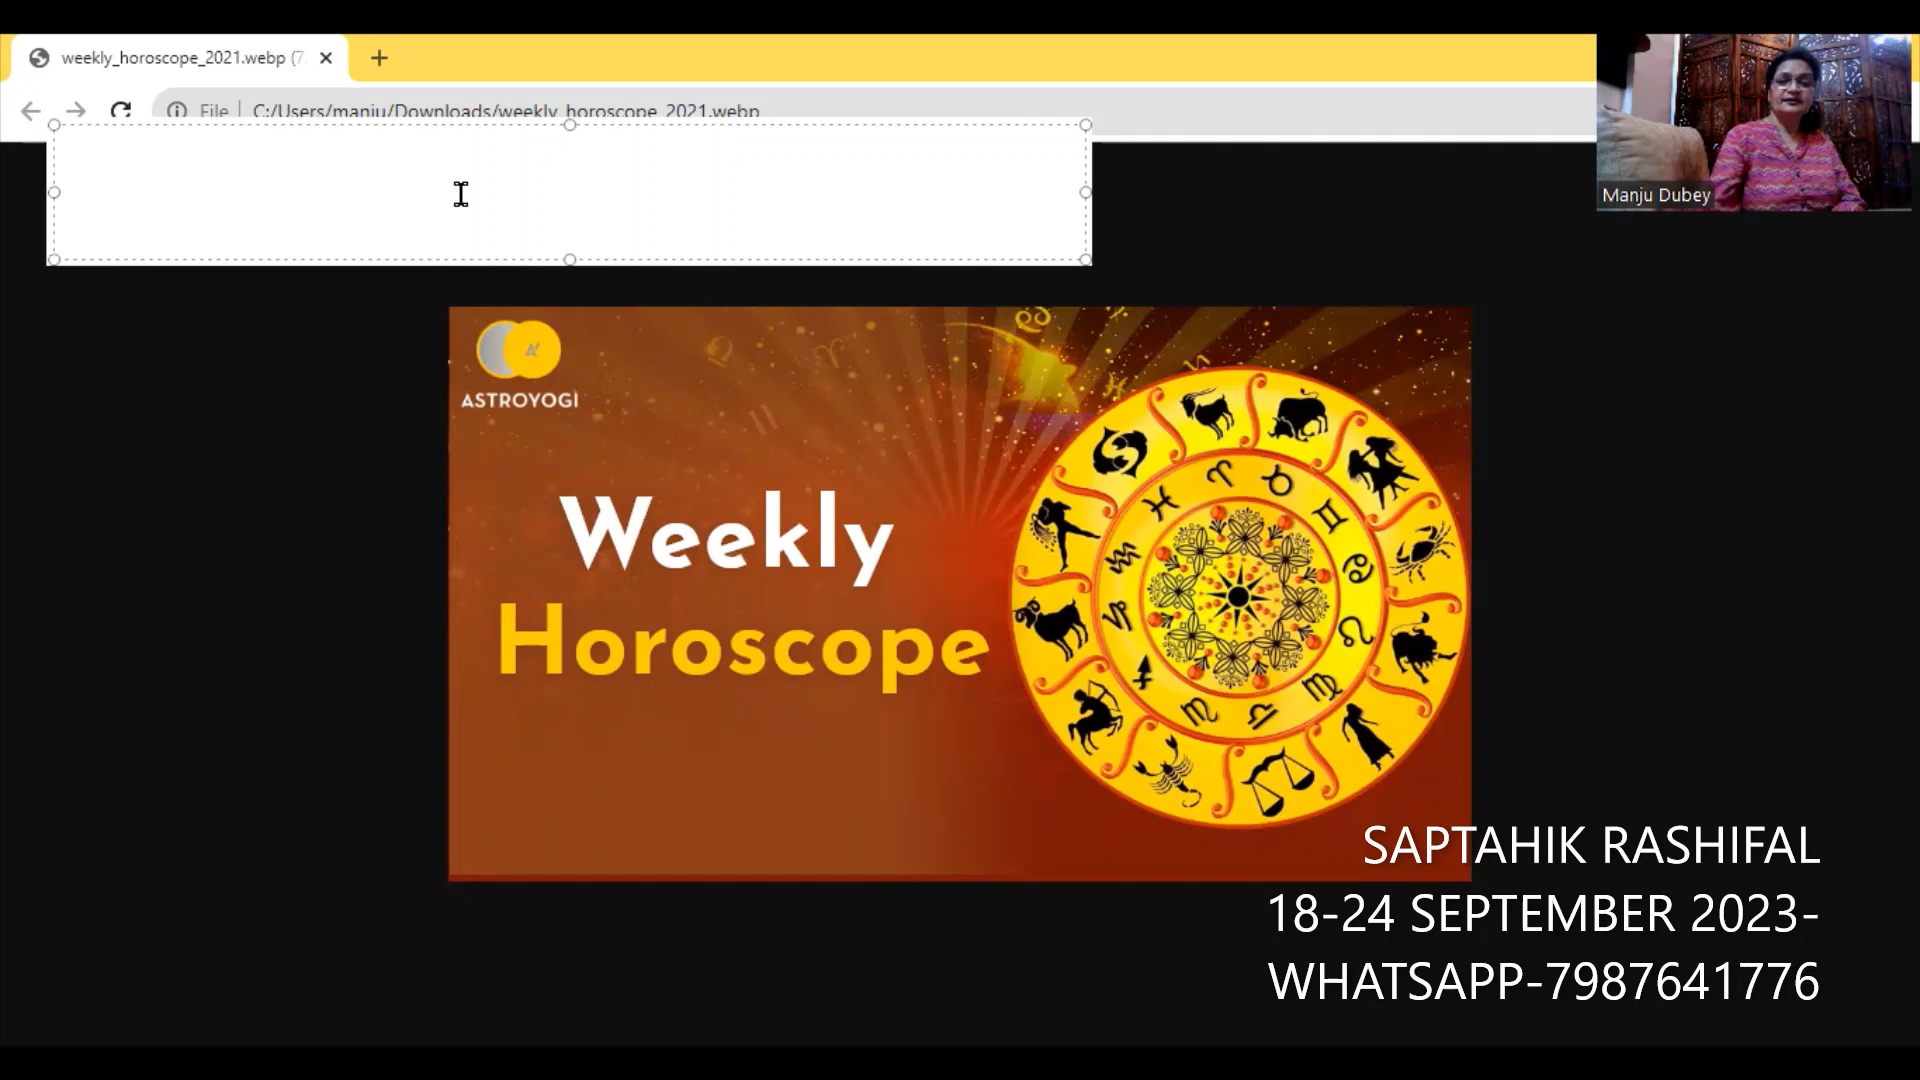 weekly_horoscope_2021.webp (7
File
C:/Users/manju/Downloads/weekly_horoscope_2021.webp
Manju Dubey
ASTROYOGI
Weekly
Horoscope
SAPTAHIK RASHIFAL
18-24 SEPTEMBER 2023-
WHATSAPP-7987641776